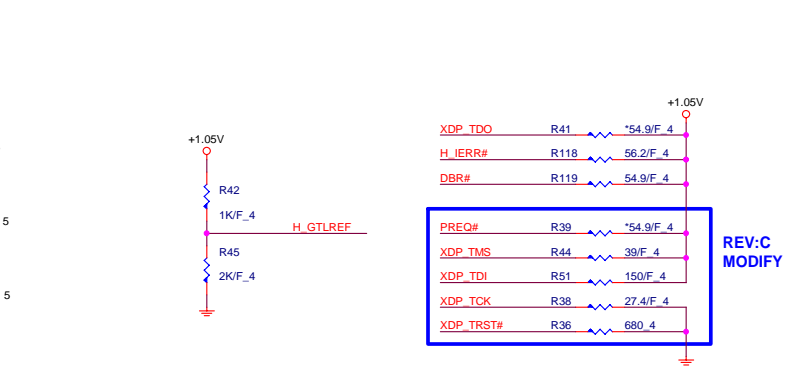 +1.05V
R42
1K/F_4
H_GTLREF
R45
2K/F_4
5
5
+1.05V
XDP_TDO R41 *54.9/F_4
H_IERR# R118 56.2/F_4
DBR# R119 54.9/F_4
PREQ# R39 *54.9/F_4
XDP_TMS R44 39/F_4
XDP_TDI R51 150/F_4
XDP_TCK R38 27.4/F_4
XDP_TRST# R36 680_4
REV:C
MODIFY